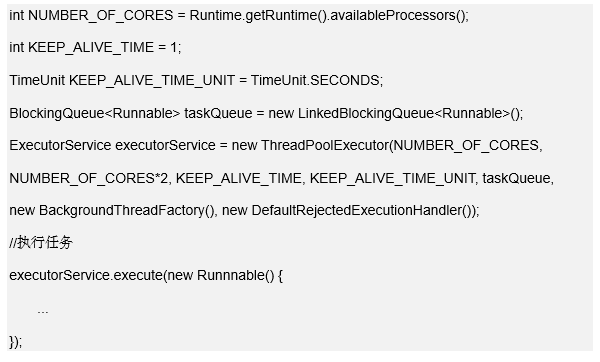 int NUMBER_OF_CORES = Runtime.getRuntime().availableProcessors();
int KEEP_ALIVE_TIME = 1;
TimeUnit KEEP_ALIVE_TIME_UNIT = TimeUnit.SECONDS;
BlockingQueue<Runnable> taskQueue = new LinkedBlockingQueue<Runnable>();
ExecutorService executorService = new ThreadPoolExecutor(NUMBER_OF_CORES,
NUMBER_OF_CORES*2, KEEP_ALIVE_TIME, KEEP_ALIVE_TIME_UNIT, taskQueue,
new BackgroundThreadFactory(), new DefaultRejectedExecutionHandler());
//执行任务
executorService.execute(new Runnnable() {
...
});